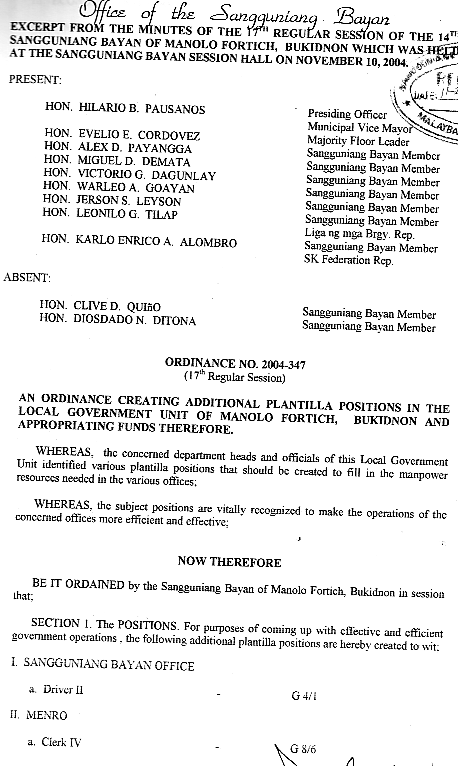 Office of the Sangguniang Bayan
EXCERPT FROM THE MINUTES OF THE 17th REGULAR SESSION OF THE 14TH
SANGGUNIANG BAYAN OF MANOLO FORTICH, BUKIDNON WHICH WAS HELD
AT THE SANGGUNIANG BAYAN SESSION HALL ON NOVEMBER 10, 2004.
PRESENT:
HON. HILARIO B. PAUSANOS
HON. EVELIO E. CORDOVEZ
HON. ALEX D. PAYANGGA
HON. MIGUEL D. DEMATA
HON. VICTORIO G. DAGUNLAY
HON. WARLEO A. GOAYAN
HON. JERSON S. LEYSON
HON. LEONILO G. TILAP
HON. KARLO ENRICO A. ALOMBRO
Presiding Officer
Municipal Vice Mayor
Majority Floor Leader
Sangguniang Bayan Member
Sangguniang Bayan Member
Sangguniang Bayan Member
Sangguniang Bayan Member
Sangguniang Bayan Member
Sangguniang Bayan Member
Liga ng mga Brgy. Rep.
Sangguniang Bayan Member
SK Federation Rep.
MALAYBA
ABSENT:
HON. CLIVE D. QUIÑO
HON. DIOSDADO N. DITONA
Sangguniang Bayan Member
Sangguniang Bayan Member
ORDINANCE NO. 2004-347
(17th Regular Session)
AN ORDINANCE CREATING ADDITIONAL PLANTILLA POSITIONS IN THE
LOCAL GOVERNMENT UNIT OF MANOLO FORTICH, BUKIDNON AND
APPROPRIATING FUNDS THEREFORE.
WHEREAS, the concerned department heads and officials of this Local Government
Unit identified various plantilla positions that should be created to fill in the manpower
resources needed in the various offices;
WHEREAS, the subject positions are vitally recognized to make the operations of the
concerned offices more efficient and effective;
NOW THEREFORE
BE IT ORDAINED by the Sangguniang Bayan of Manolo Fortich, Bukidnon in session
that;
SECTION 1. The POSITIONS. For purposes of coming up with effective and efficient
government operations , the following additional plantilla positions are hereby created to wit:
I. SANGGUNIANG BAYAN OFFICE
a. Driver II - G 4/1
II. MENRO
a. Clerk IV - G 8/6